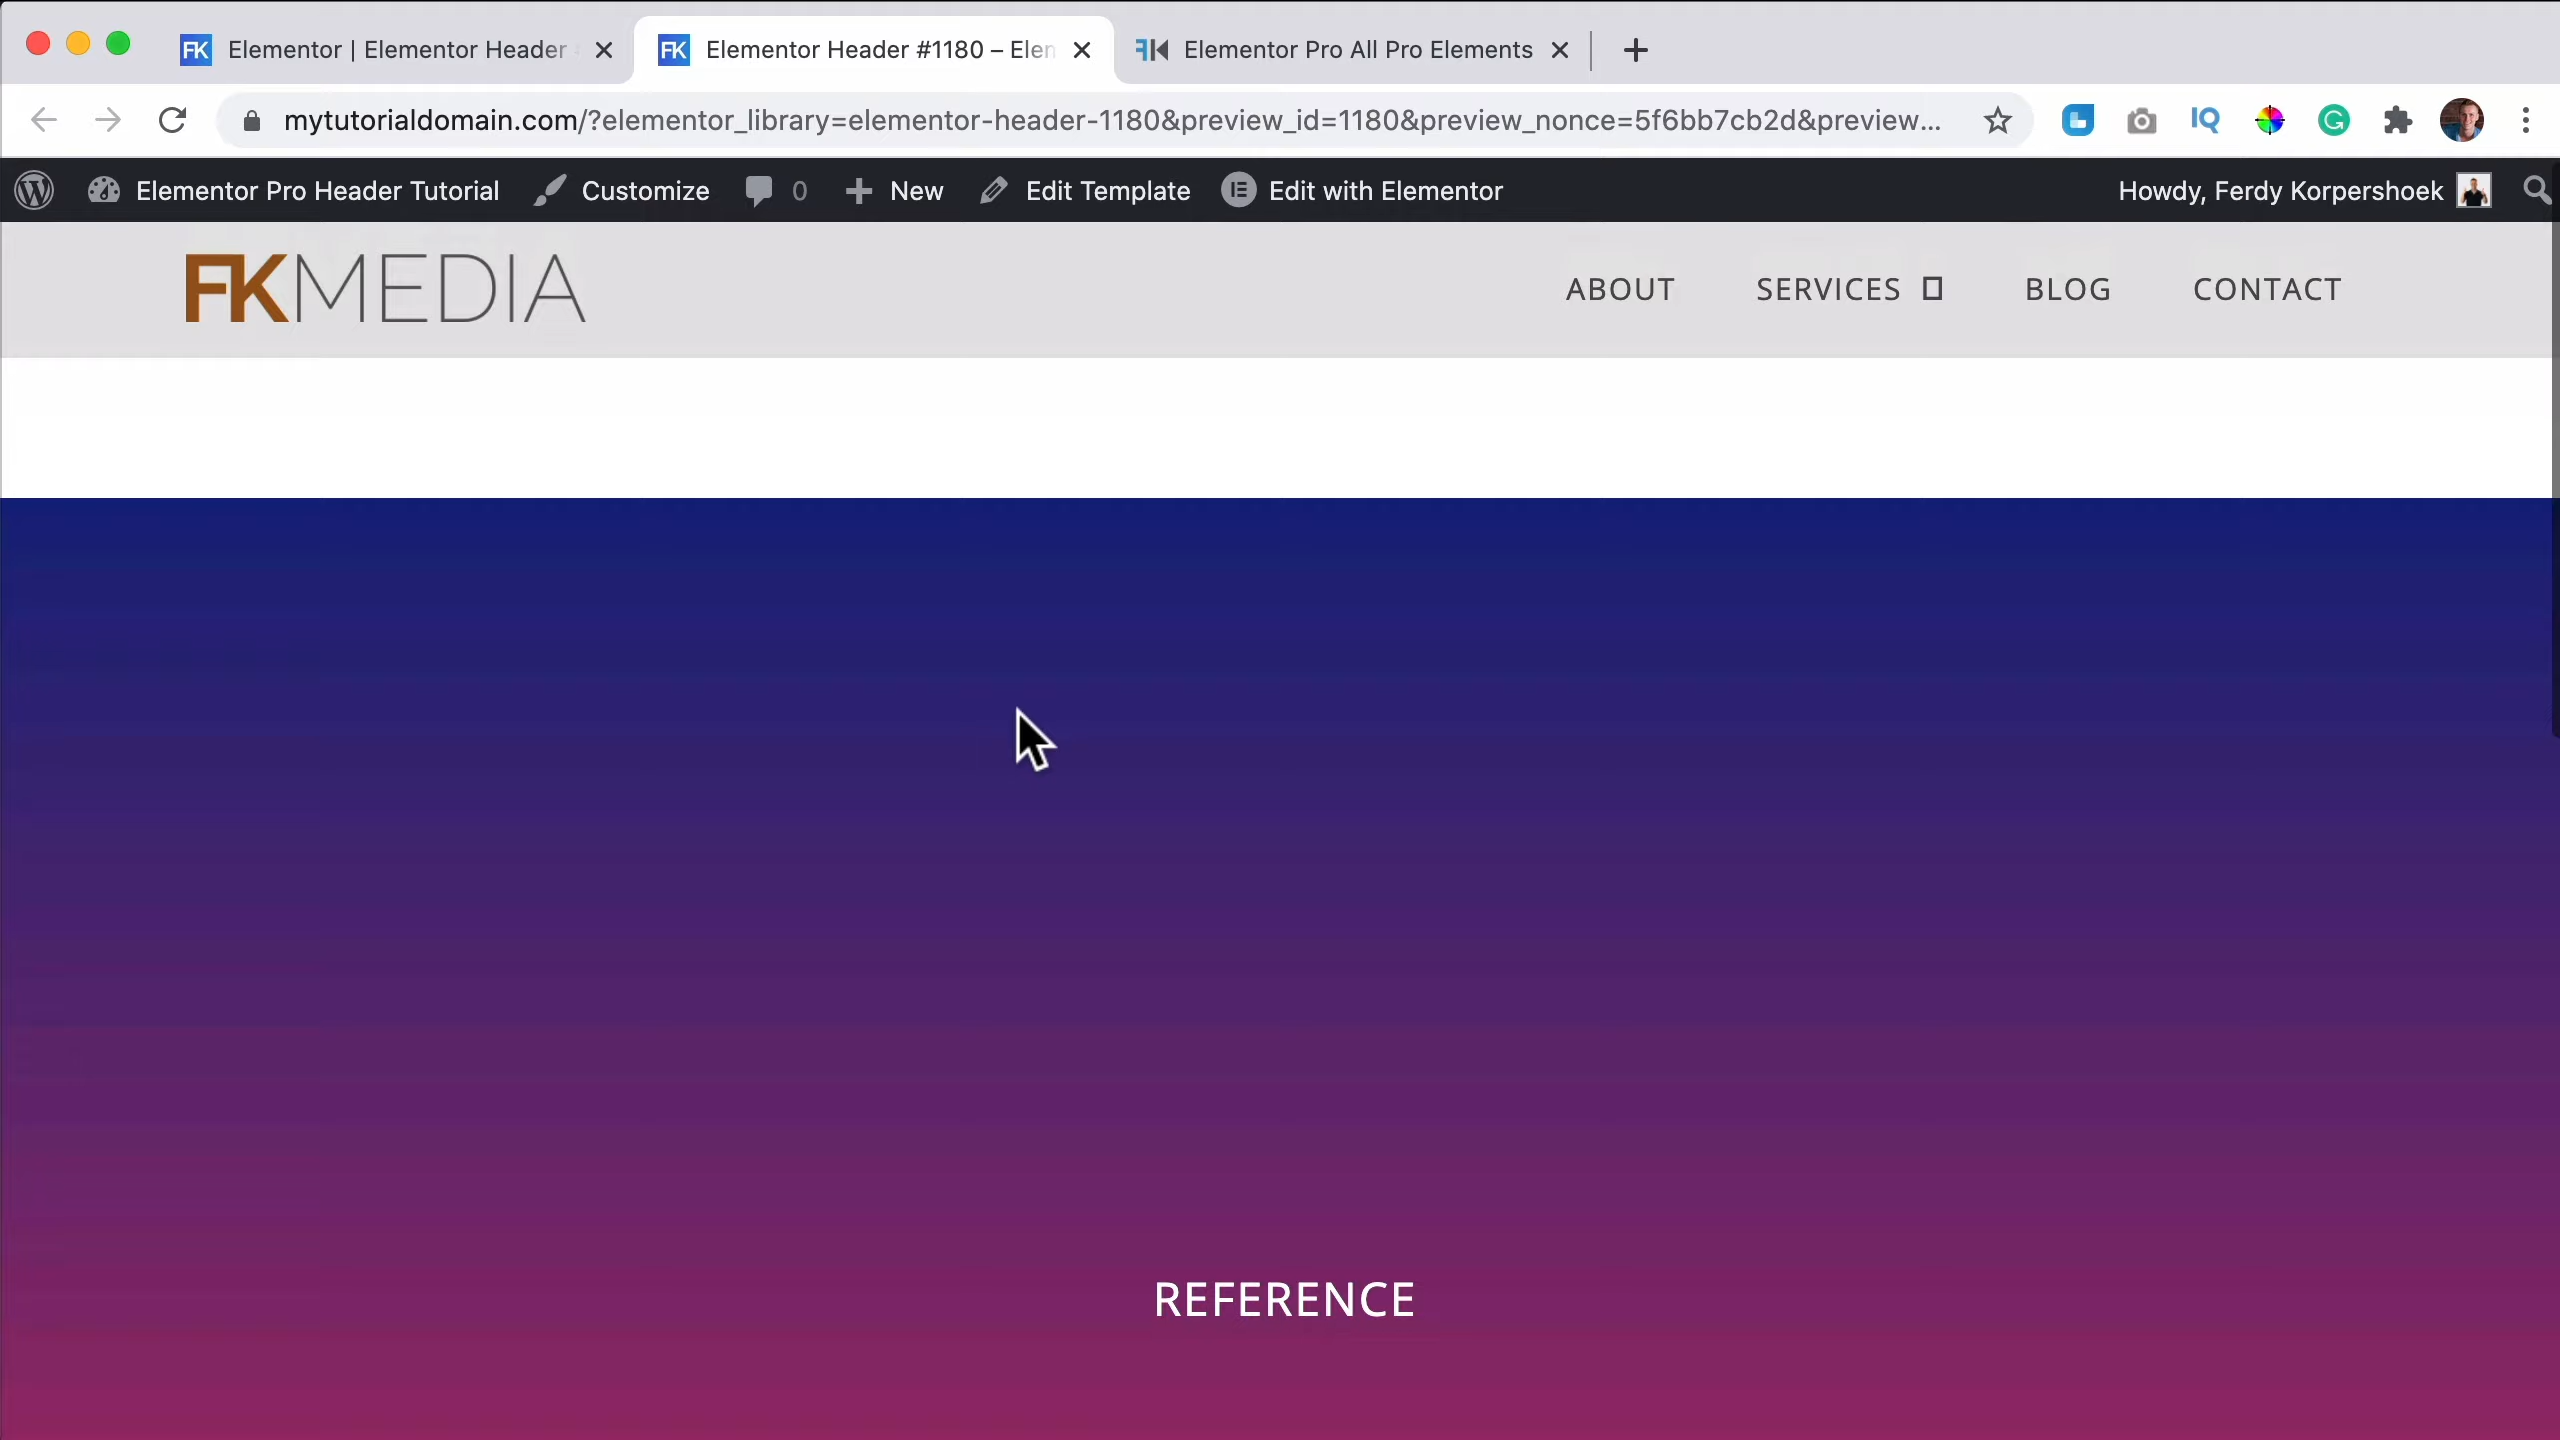 Elementor | Elementor Header
Elementor Header #1180 – Elen
Elementor Pro All Pro Elements
mytutorialdomain.com/?elementor_library=elementor-header-1180&preview_id=1180&preview_nonce=5f6bb7cb2d&preview...
Elementor Pro Header Tutorial Customize 0 New Edit Template Edit with Elementor Howdy, Ferdy Korpershoek
FKMEDIA
ABOUT SERVICES BLOG CONTACT
REFERENCE